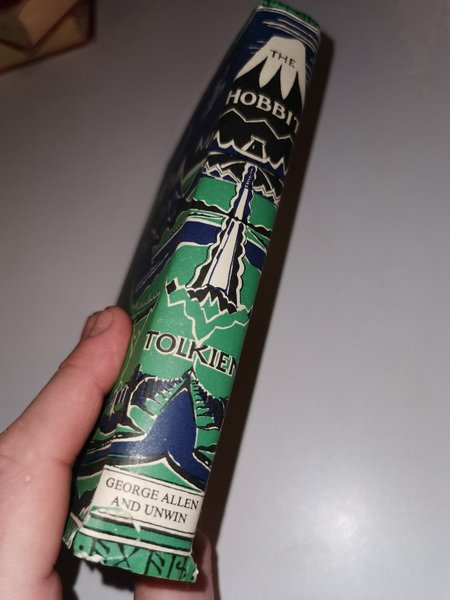 THE
HOBBIT
TOLKIEN
GEORGE ALLEN
AND UNWIN